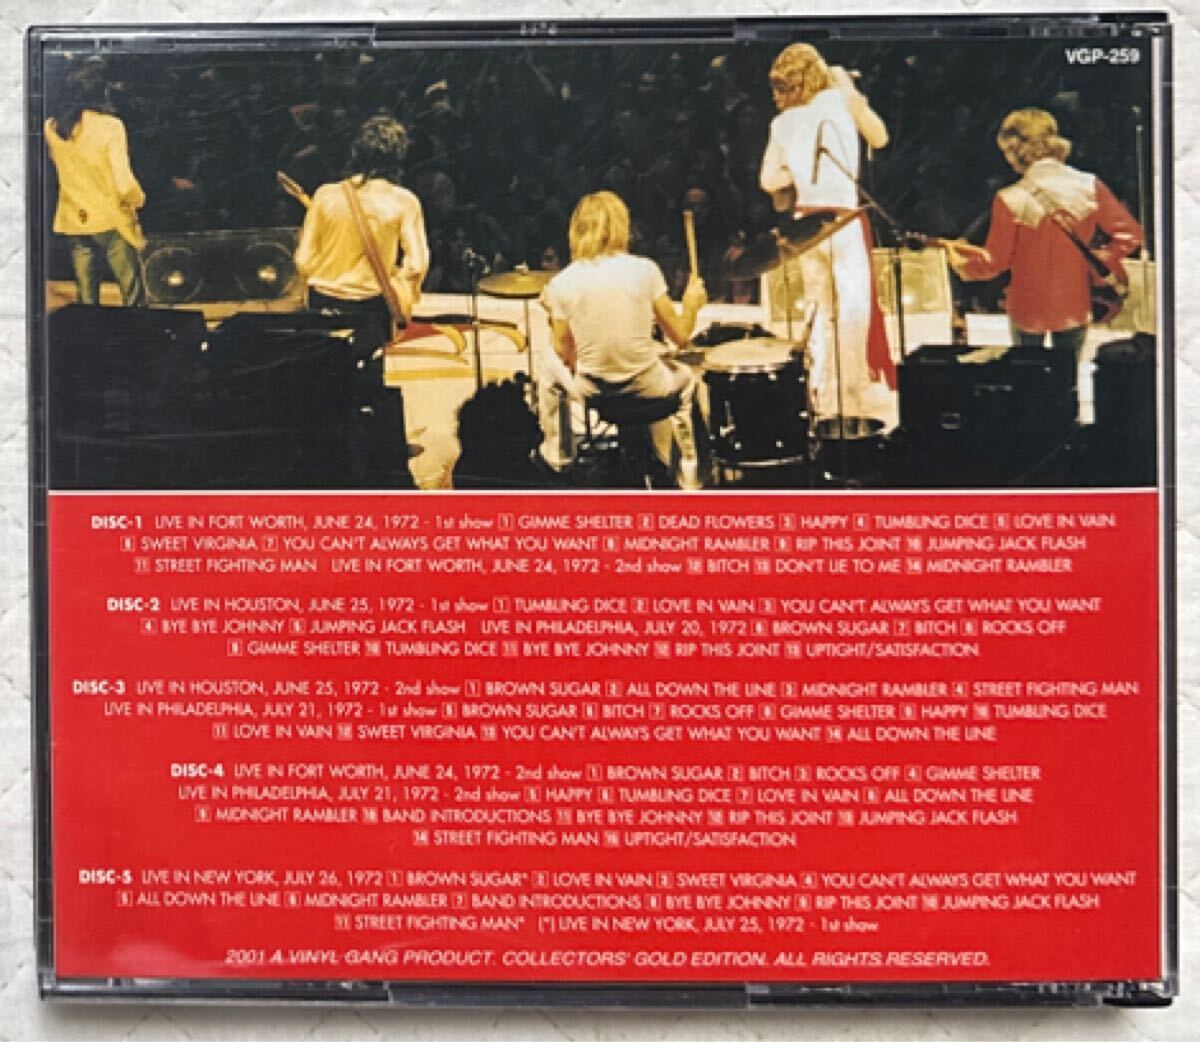 VGP-259
DISC-1 LIVE IN FORT WORTH, JUNE 24, 1972 - 1st show 1 GIMME SHELTER 2 DEAD FLOWERS 3 HAPPY 4 TUMBLING DICE 5 LOVE IN VAIN
6 SWEET VIRGINIA 7 YOU CAN'T ALWAYS GET WHAT YOU WANT 8 MIDNIGHT RAMBLER 9 RIP THIS JOINT 10 JUMPING JACK FLASH
11 STREET FIGHTING MAN LIVE IN FORT WORTH, JUNE 24, 1972 - 2nd show 12 BITCH 13 DON'T LIE TO ME 14 MIDNIGHT RAMBLER
DISC-2 LIVE IN HOUSTON, JUNE 25, 1972 - 1st show 1 TUMBLING DICE 2 LOVE IN VAIN 3 YOU CAN'T ALWAYS GET WHAT YOU WANT
4 BYE BYE JOHNNY 5 JUMPING JACK FLASH LIVE IN PHILADELPHIA, JULY 20, 1972 6 BROWN SUGAR 7 BITCH 8 ROCKS OFF
9 GIMME SHELTER 10 TUMBLING DICE 11 BYE BYE JOHNNY 12 RIP THIS JOINT 13 UPTIGHT/SATISFACTION
DISC-3 LIVE IN HOUSTON, JUNE 25, 1972 - 2nd show 1 BROWN SUGAR 2 ALL DOWN THE LINE 3 MIDNIGHT RAMBLER 4 STREET FIGHTING MAN
LIVE IN PHILADELPHIA, JULY 21, 1972 - 1st show 5 BROWN SUGAR 6 BITCH 7 ROCKS OFF 8 GIMME SHELTER 9 HAPPY 10 TUMBLING DICE
11 LOVE IN VAIN 12 SWEET VIRGINIA 13 YOU CAN'T ALWAYS GET WHAT YOU WANT 14 ALL DOWN THE LINE
DISC-4 LIVE IN FORT WORTH, JUNE 24, 1972 - 2nd show 1 BROWN SUGAR 2 BITCH 3 ROCKS OFF 4 GIMME SHELTER
LIVE IN PHILADELPHIA, JULY 21, 1972 - 2nd show 5 HAPPY 6 TUMBLING DICE 7 LOVE IN VAIN 8 ALL DOWN THE LINE
9 MIDNIGHT RAMBLER 10 BAND INTRODUCTIONS 11 BYE BYE JOHNNY 12 RIP THIS JOINT 13 JUMPING JACK FLASH
14 STREET FIGHTING MAN 15 UPTIGHT/SATISFACTION
DISC-5 LIVE IN NEW YORK, JULY 26, 1972 1 BROWN SUGAR* 2 LOVE IN VAIN 3 SWEET VIRGINIA 4 YOU CAN'T ALWAYS GET WHAT YOU WANT
5 ALL DOWN THE LINE 6 MIDNIGHT RAMBLER 7 BAND INTRODUCTIONS 8 BYE BYE JOHNNY 9 RIP THIS JOINT 10 JUMPING JACK FLASH
11 STREET FIGHTING MAN* (*) LIVE IN NEW YORK, JULY 25, 1972 - 1st show
2001 A VINYL GANG PRODUCT. COLLECTORS' GOLD EDITION. ALL RIGHTS RESERVED.